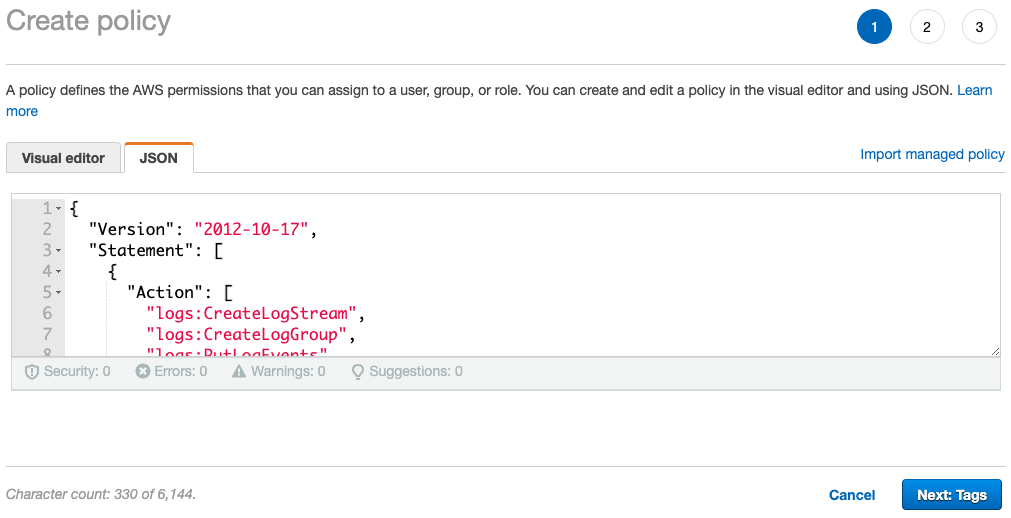 Create policy
1 2 3
A policy defines the AWS permissions that you can assign to a user, group, or role. You can create and edit a policy in the visual editor and using JSON. Learn
more
Visual editor JSON Import managed policy
1 {
2 "Version": "2012-10-17",
3 "Statement": [
4 {
5 "Action": [
6 "logs:CreateLogStream",
7 "logs:CreateLogGroup",
8 "logs:PutLogEvents"
Security: 0 Errors: 0 Warnings: 0 Suggestions: 0
Character count: 330 of 6,144.
Cancel Next: Tags